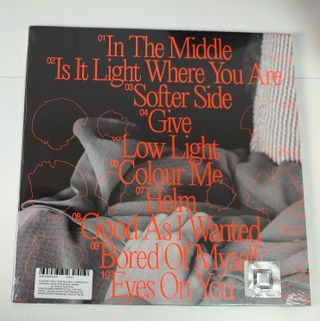 01 In The Middle
02 Is It Light Where You Are
03 Softer Side
04 Give
05 Low Light
06 Colour Me
07 Helm
08 Good As I Wanted
09 Bored Of Myself
10 Eyes On You